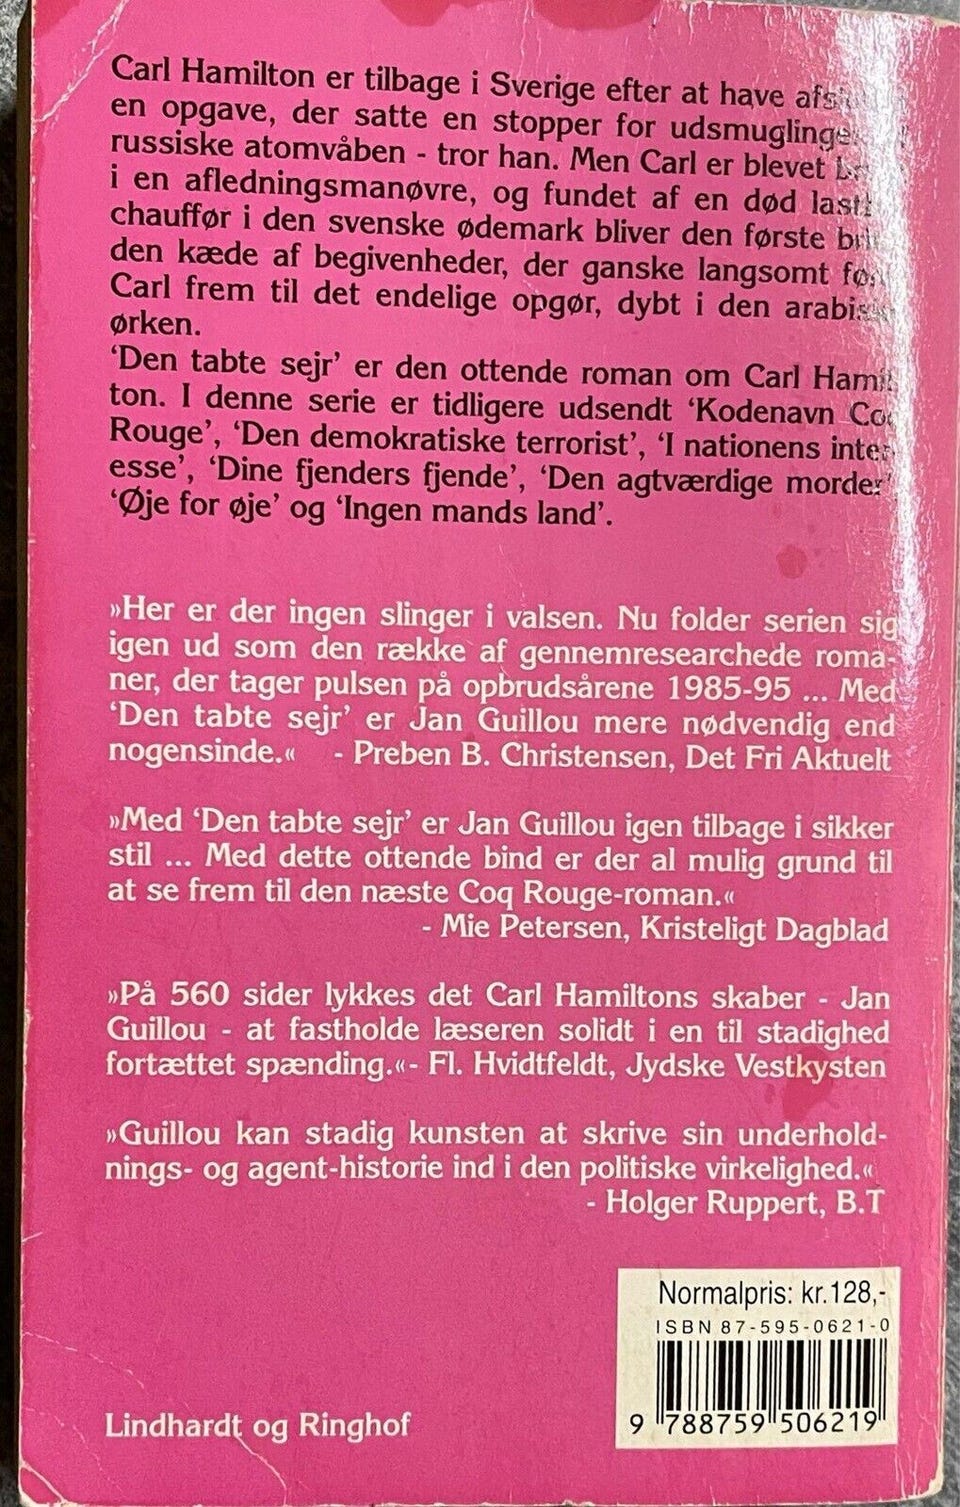 Carl Hamilton er tilbage i Sverige efter at have
en opgave, der satte en stopper for
russiske atomvåben - tror han. Men Carl er blevet
i en afledningsmanøvre, og fundet af en død
chauffør i den svenske ødemark bliver den første
den kæde af begivenheder, der ganske langsomt
Carl frem til det endelige opgør, dybt i den
ørken.
‘Den tabte sejr’ er den ottende roman om Carl Hamil-
ton. I denne serie er tidligere udsendt ‘Kodenavn Coq
Rouge’, ‘Den demokratiske terrorist’, ‘I nationens inter-
esse’, ‘Dine fjenders fjende’, ‘Den agtværdige morder’
‘Øje for øje’ og ‘Ingen mands land’.
»Her er der ingen slinger i valsen. Nu folder serien sig
igen ud som den række af gennemresearchede roma-
ner, der tager pulsen på opbrudsårene 1985-95 ... Med
‘Den tabte sejr’ er Jan Guillou mere nødvendig end
nogensinde.« - Preben B. Christensen, Det Fri Aktuelt
»Med ‘Den tabte sejr’ er Jan Guillou igen tilbage i sikker
stil ... Med dette ottende bind er der al mulig grund til
at se frem til den næste Coq Rouge-roman.«
- Mie Petersen, Kristeligt Dagblad
»På 560 sider lykkes det Carl Hamiltons skaber - Jan
Guillou - at fastholde læseren solidt i en til stadighed
fortættet spænding.«- Fl. Hvidtfeldt, Jydske Vestkysten
»Guillou kan stadig kunsten at skrive sin underhold-
nings- og agent-historie ind i den politiske virkelighed.«
- Holger Ruppert, B.T
Normalpris: kr.128,-
ISBN 87-595-0621-0
9 788759 506219
Lindhardt og Ringhof